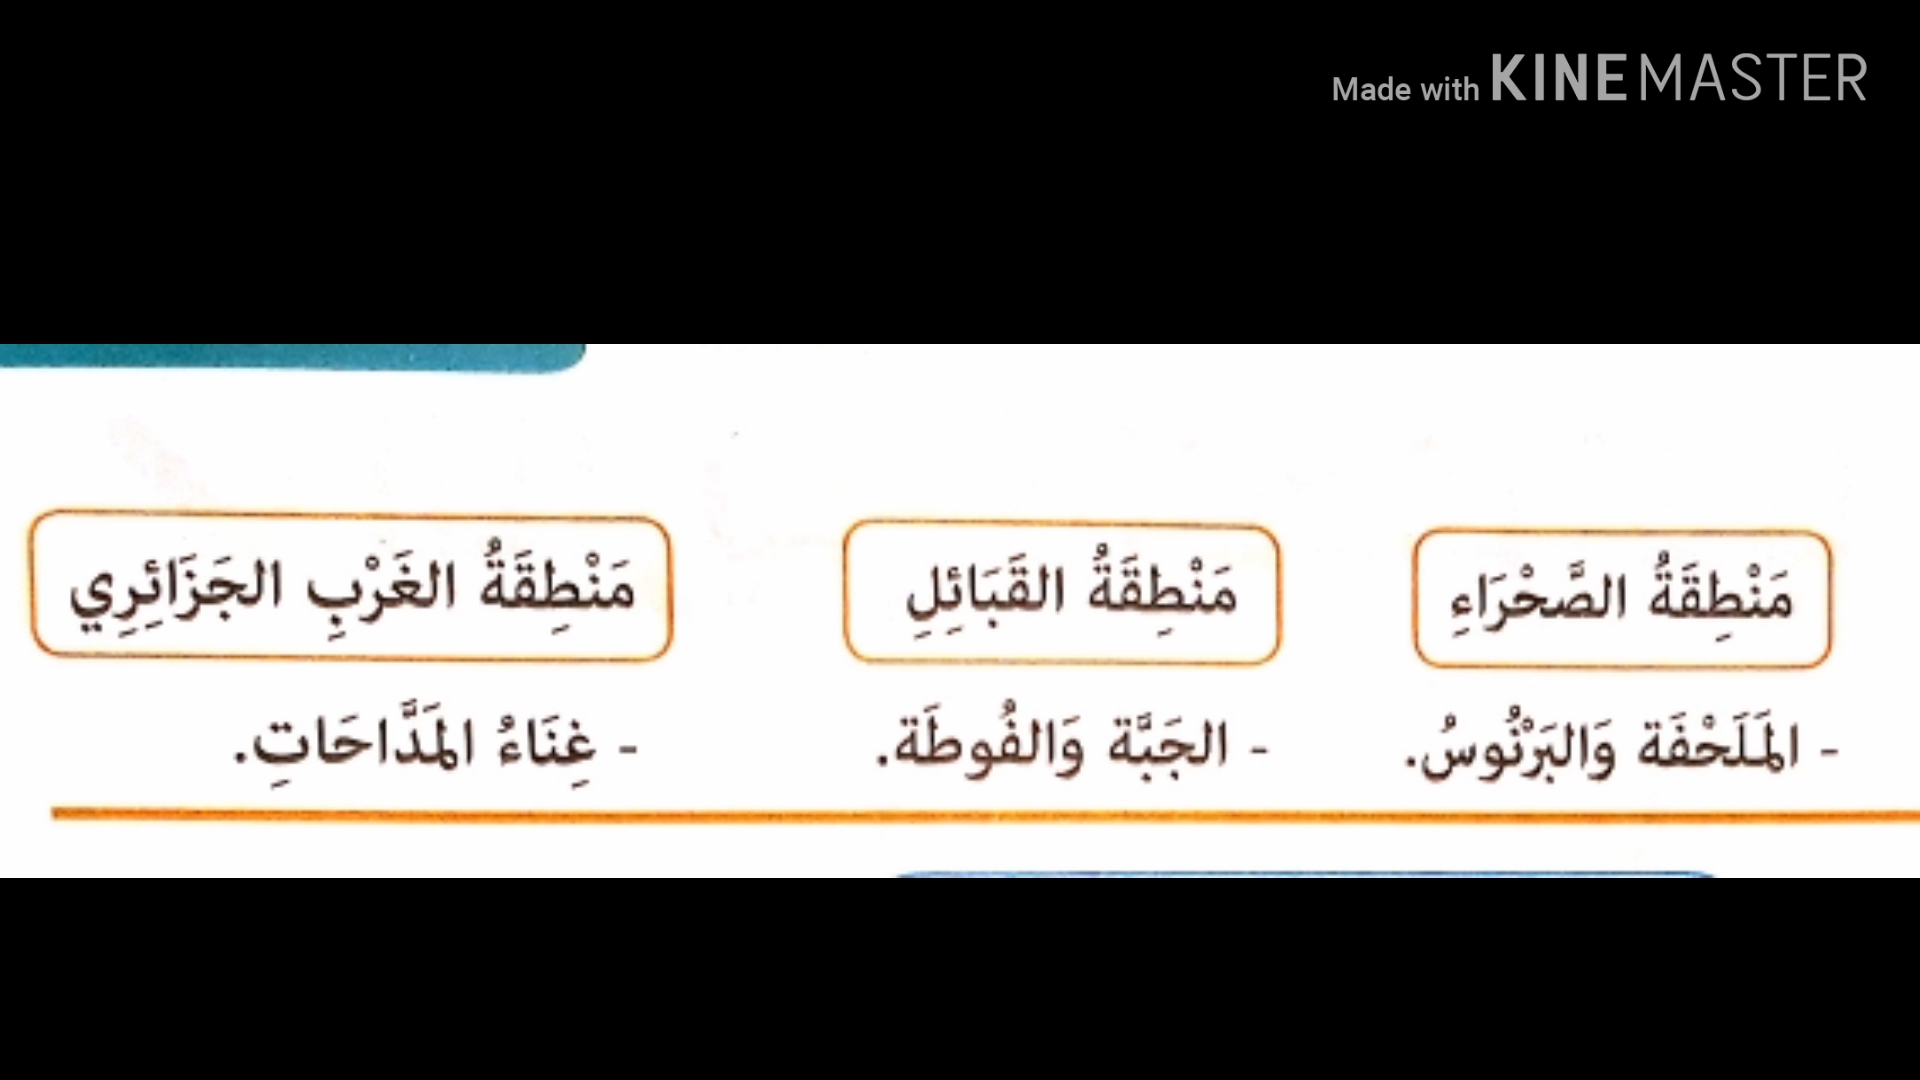 Made with KINEMASTER
مَنْطِقَةُ الصَّحْرَاءِ
- المَلَحْفَة وَالبَرْنُوسُ.
مَنْطِقَةُ القَبَائِلِ
- الجَبَّة وَالفُوطَة.
مَنْطِقَةُ الغَرْبِ الجَزَائِرِي
- غِنَاءُ المَدَّاحَاتِ.